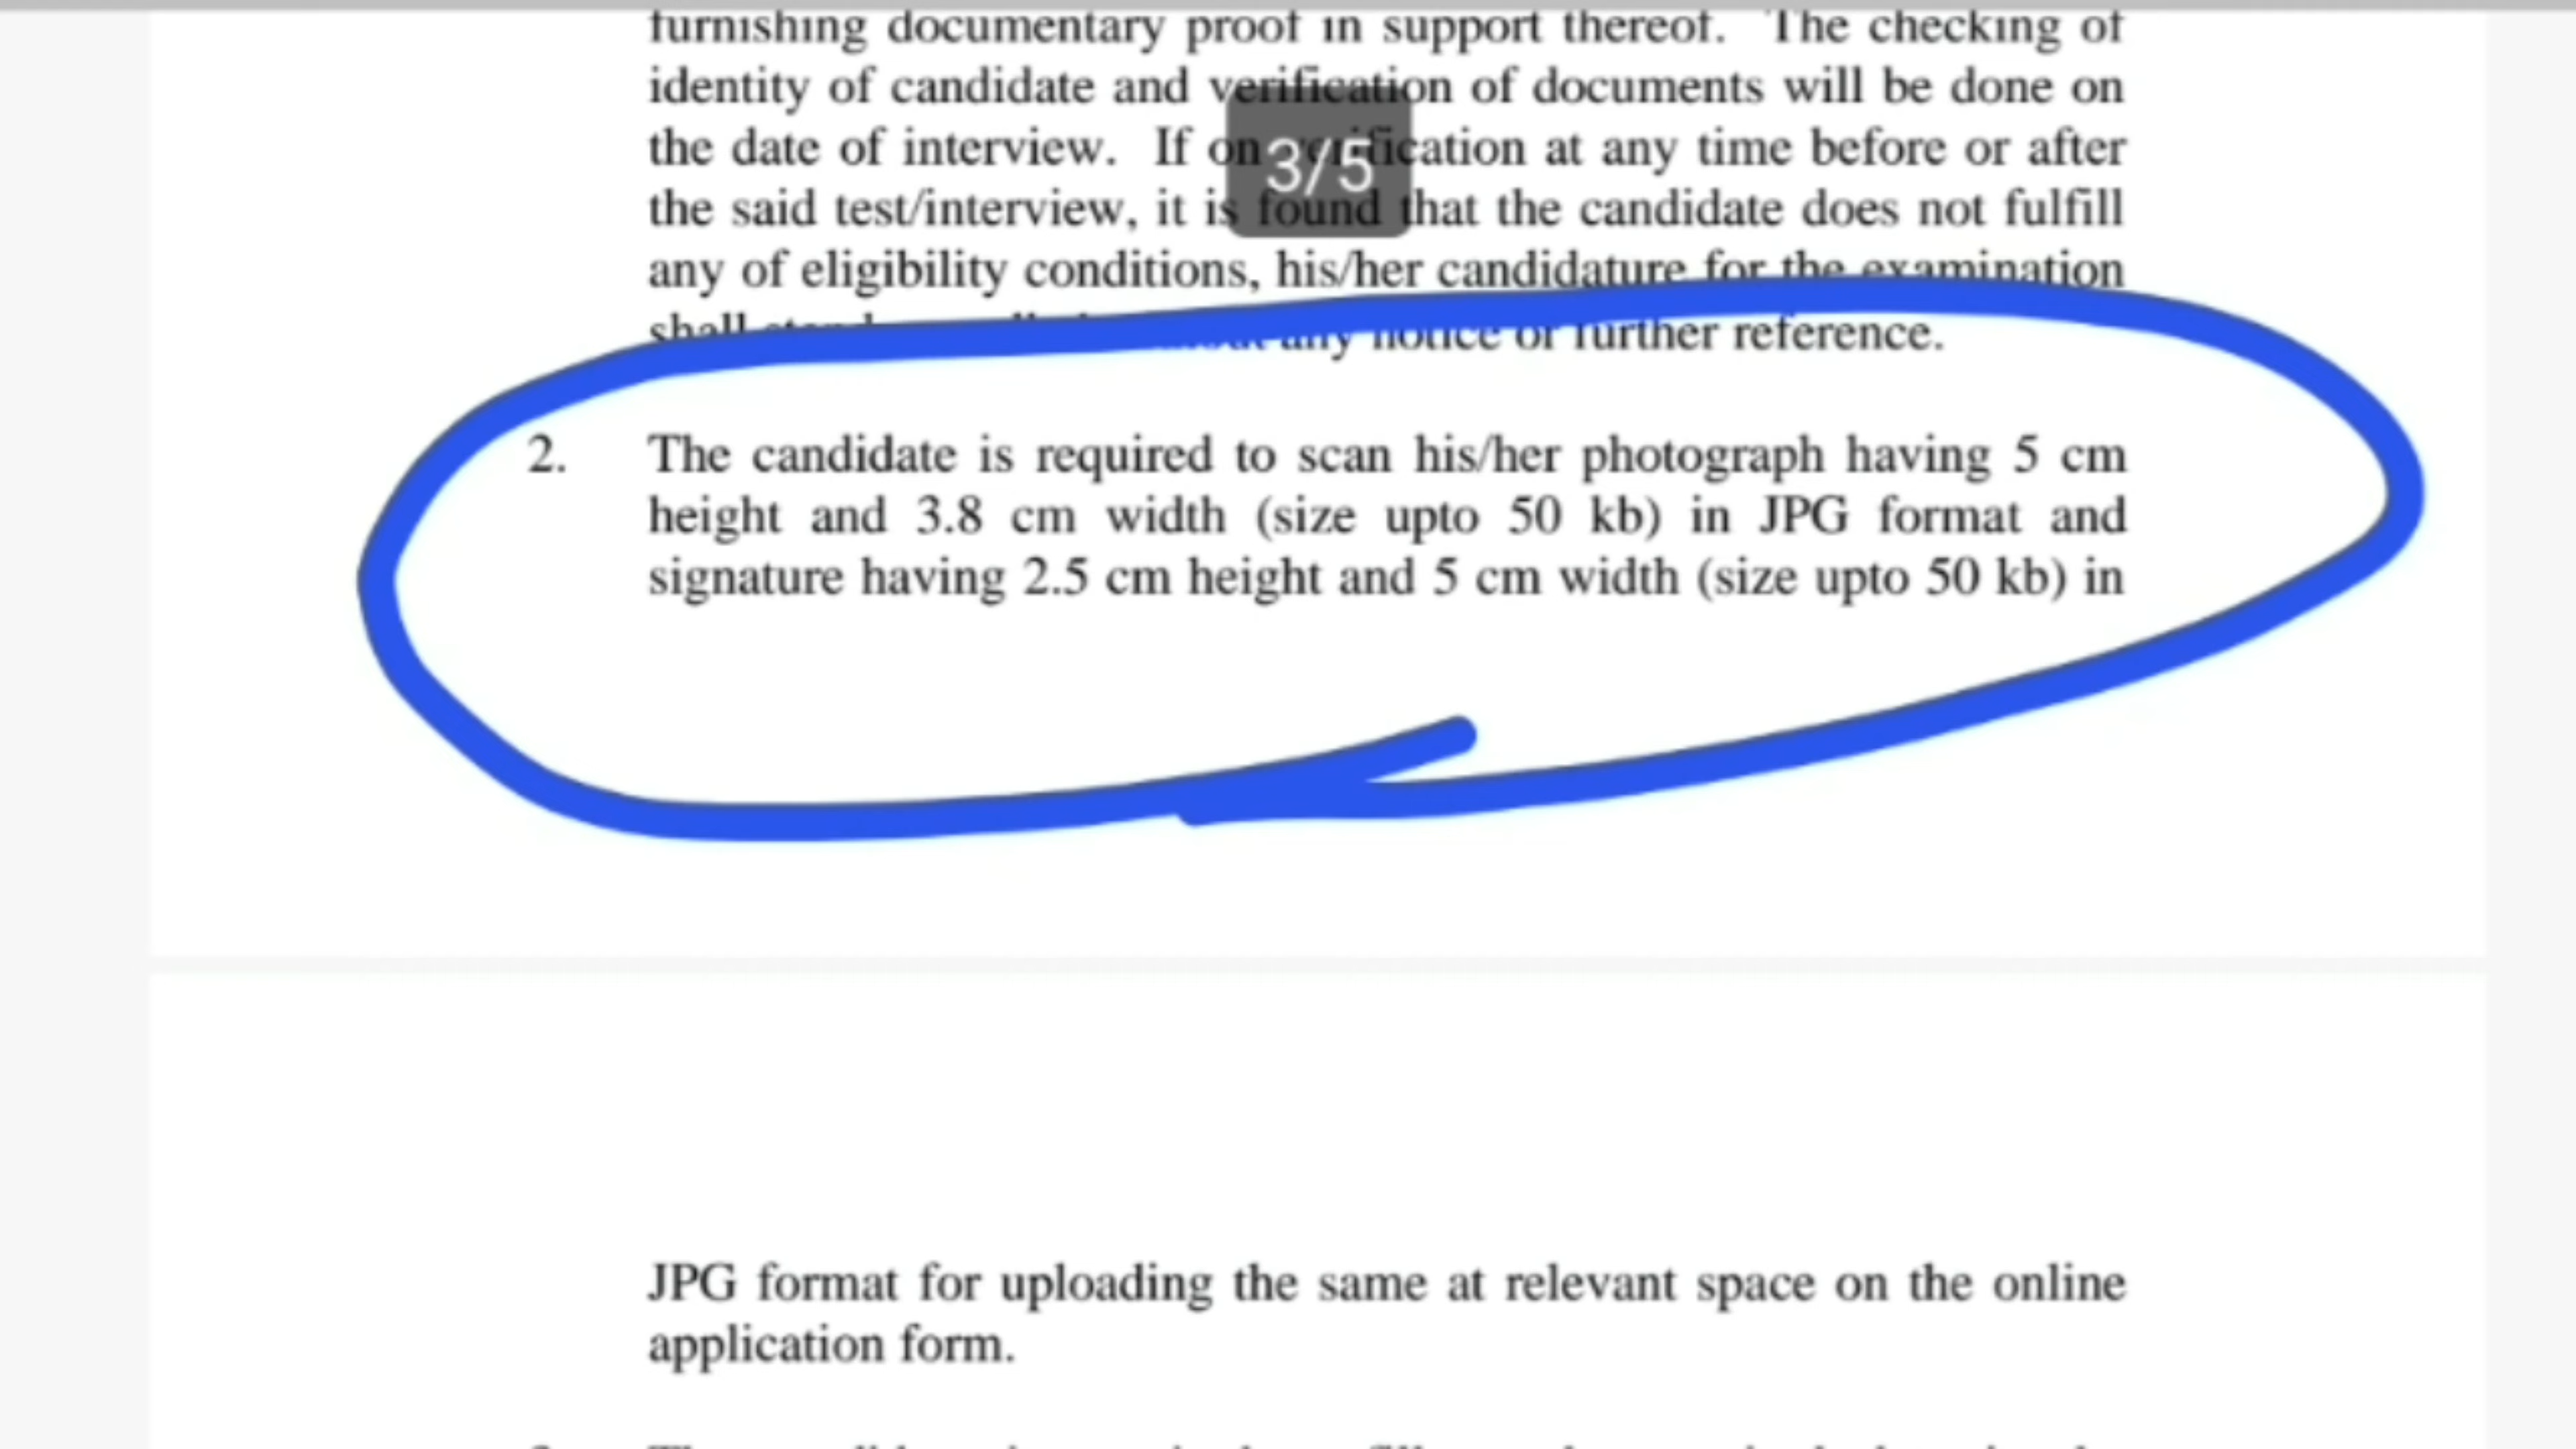 furnishing documentary proof in support thereof. The checking of
identity of candidate and verification of documents will be done on
the date of interview. If on verification at any time before or after
3/5
the said test/interview, it is found that the candidate does not fulfill
any of eligibility conditions, his/her candidature for the examination
shall any notice or further reference.
2. The candidate is required to scan his/her photograph having 5 cm
height and 3.8 cm width (size upto 50 kb) in JPG format and
signature having 2.5 cm height and 5 cm width (size upto 50 kb) in
JPG format for uploading the same at relevant space on the online
application form.